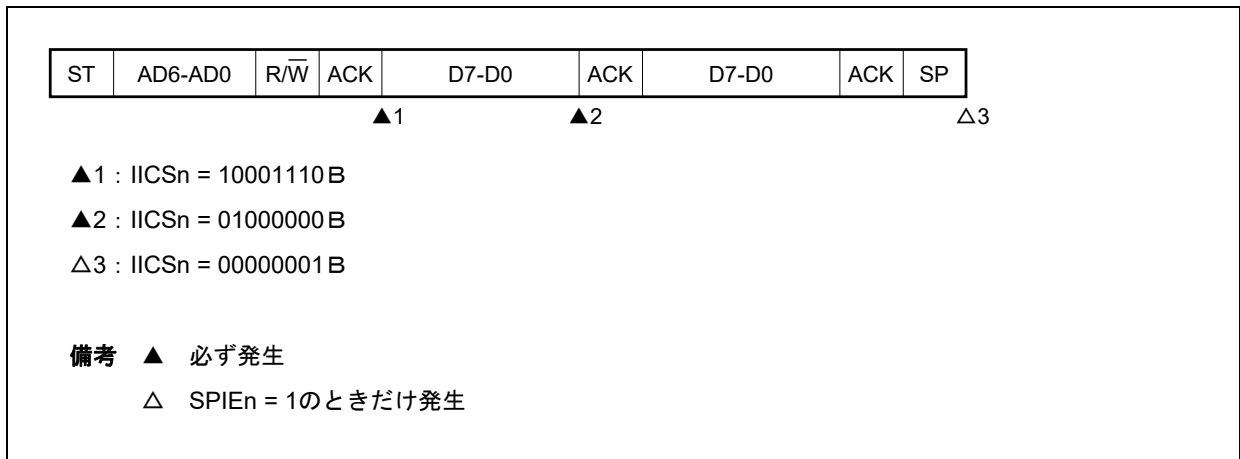 ST AD6-AD0 R/W̅ ACK D7-D0 ACK D7-D0 ACK SP
▲1 ▲2 △3
▲1：IICSn = 10001110B
▲2：IICSn = 01000000B
△3：IICSn = 00000001B
備考 ▲ 必ず発生
△ SPIEn = 1のときだけ発生